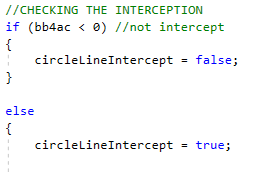 //CHECKING THE INTERCEPTION
if (bb4ac < 0) //not intercept
{
    circleLineIntercept = false;
}
else
{
    circleLineIntercept = true;